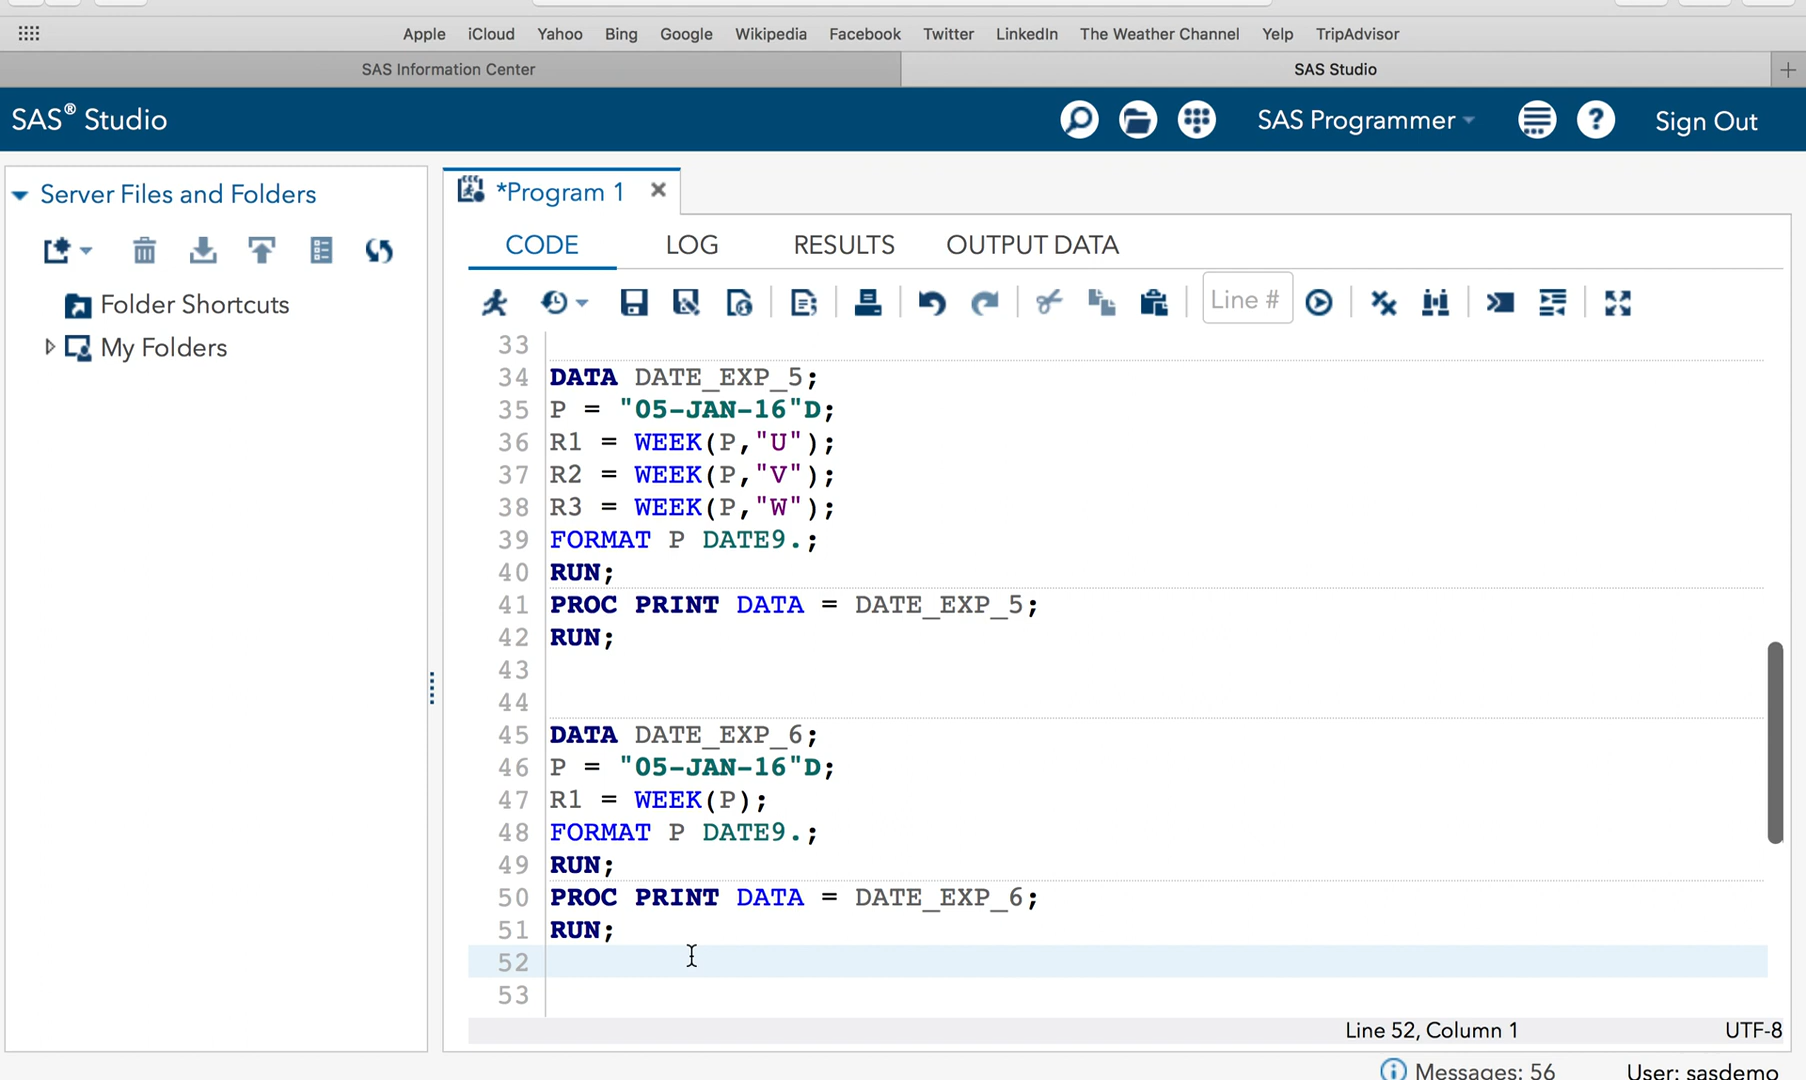 Apple iCloud Yahoo Bing Google Wikipedia Facebook Twitter LinkedIn The Weather Channel Yelp TripAdvisor
SAS Information Center SAS Studio
SAS® Studio SAS Programmer Sign Out
Server Files and Folders
Folder Shortcuts
My Folders
*Program 1
CODE LOG RESULTS OUTPUT DATA
Line #
33
34 DATA DATE_EXP_5;
35 P = "05-JAN-16"D;
36 R1 = WEEK(P,"U");
37 R2 = WEEK(P,"V");
38 R3 = WEEK(P,"W");
39 FORMAT P DATE9.;
40 RUN;
41 PROC PRINT DATA = DATE_EXP_5;
42 RUN;
43
44
45 DATA DATE_EXP_6;
46 P = "05-JAN-16"D;
47 R1 = WEEK(P);
48 FORMAT P DATE9.;
49 RUN;
50 PROC PRINT DATA = DATE_EXP_6;
51 RUN;
52
53
Line 52, Column 1 UTF-8
Messages: 56 User: sasdemo